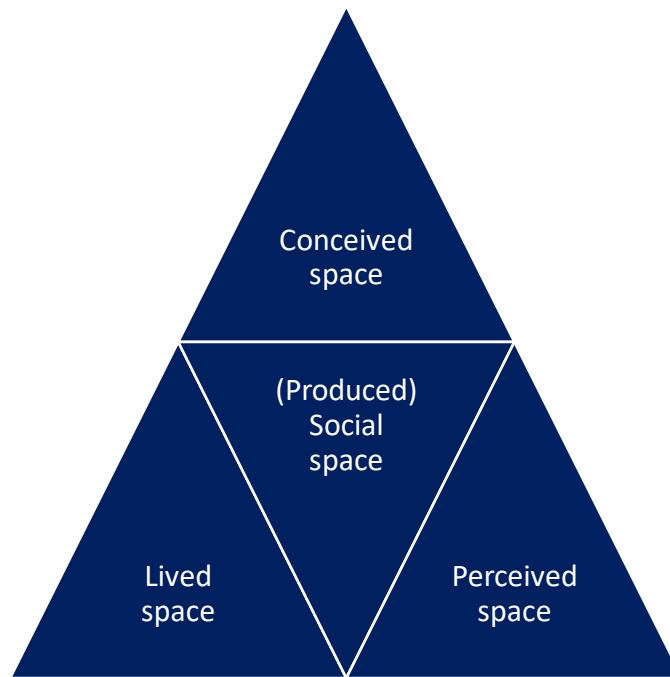 Conceived
space
(Produced)
Social
space
Lived
space
Perceived
space